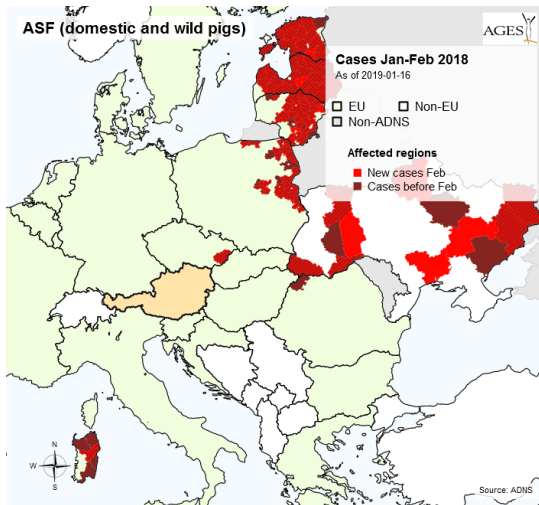 ASF (domestic and wild pigs)
AGES
Cases Jan-Feb 2018
As of 2019-01-16
EU
Non-EU
Non-ADNS
Affected regions
New cases Feb
Cases before Feb
N
W
E
S
Source: ADNS